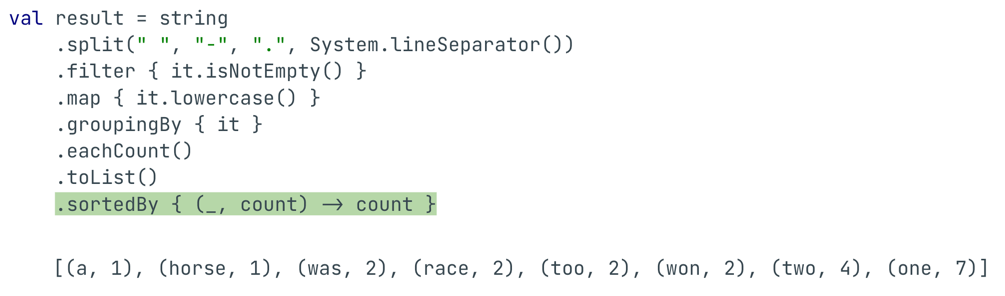 val result = string
.split(" ", "-", ".", System.lineSeparator())
.filter { it.isNotEmpty() }
.map { it.lowercase() }
.groupingBy { it }
.eachCount()
.toList()
.sortedBy { (_, count) → count }
[(a, 1), (horse, 1), (was, 2), (race, 2), (too, 2), (won, 2), (two, 4), (one, 7)]